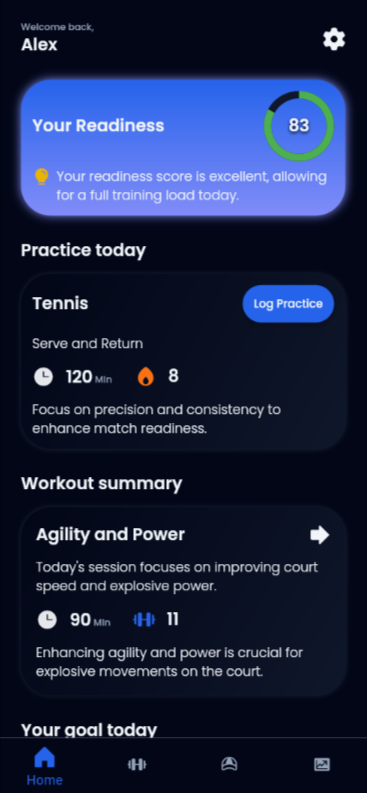 Welcome back,
Alex
Your Readiness
83
Your readiness score is excellent, allowing
for a full training load today.
Practice today
Tennis
Log Practice
Serve and Return
120 Min 8
Focus on precision and consistency to
enhance match readiness.
Workout summary
Agility and Power
Today's session focuses on improving court
speed and explosive power.
90 Min 11
Enhancing agility and power is crucial for
explosive movements on the court.
Your goal today
Home